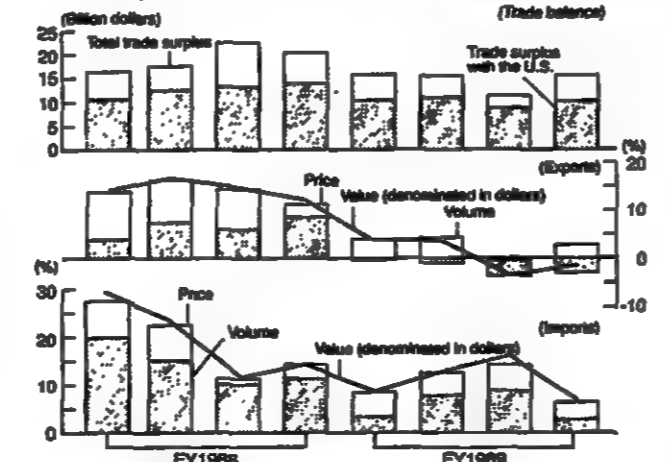 (Billion dollars)
(Trade balance)
25
Total trade surplus
20
Trade surplus
with the U.S.
15
10
5
0
(%)
20
(Exports)
Price
Value (denominated in dollars)
10
Volume
0
(%)
-10
30
Price
(Imports)
Volume
20
Value (denominated in dollars)
10
0
FY1988
FY1989